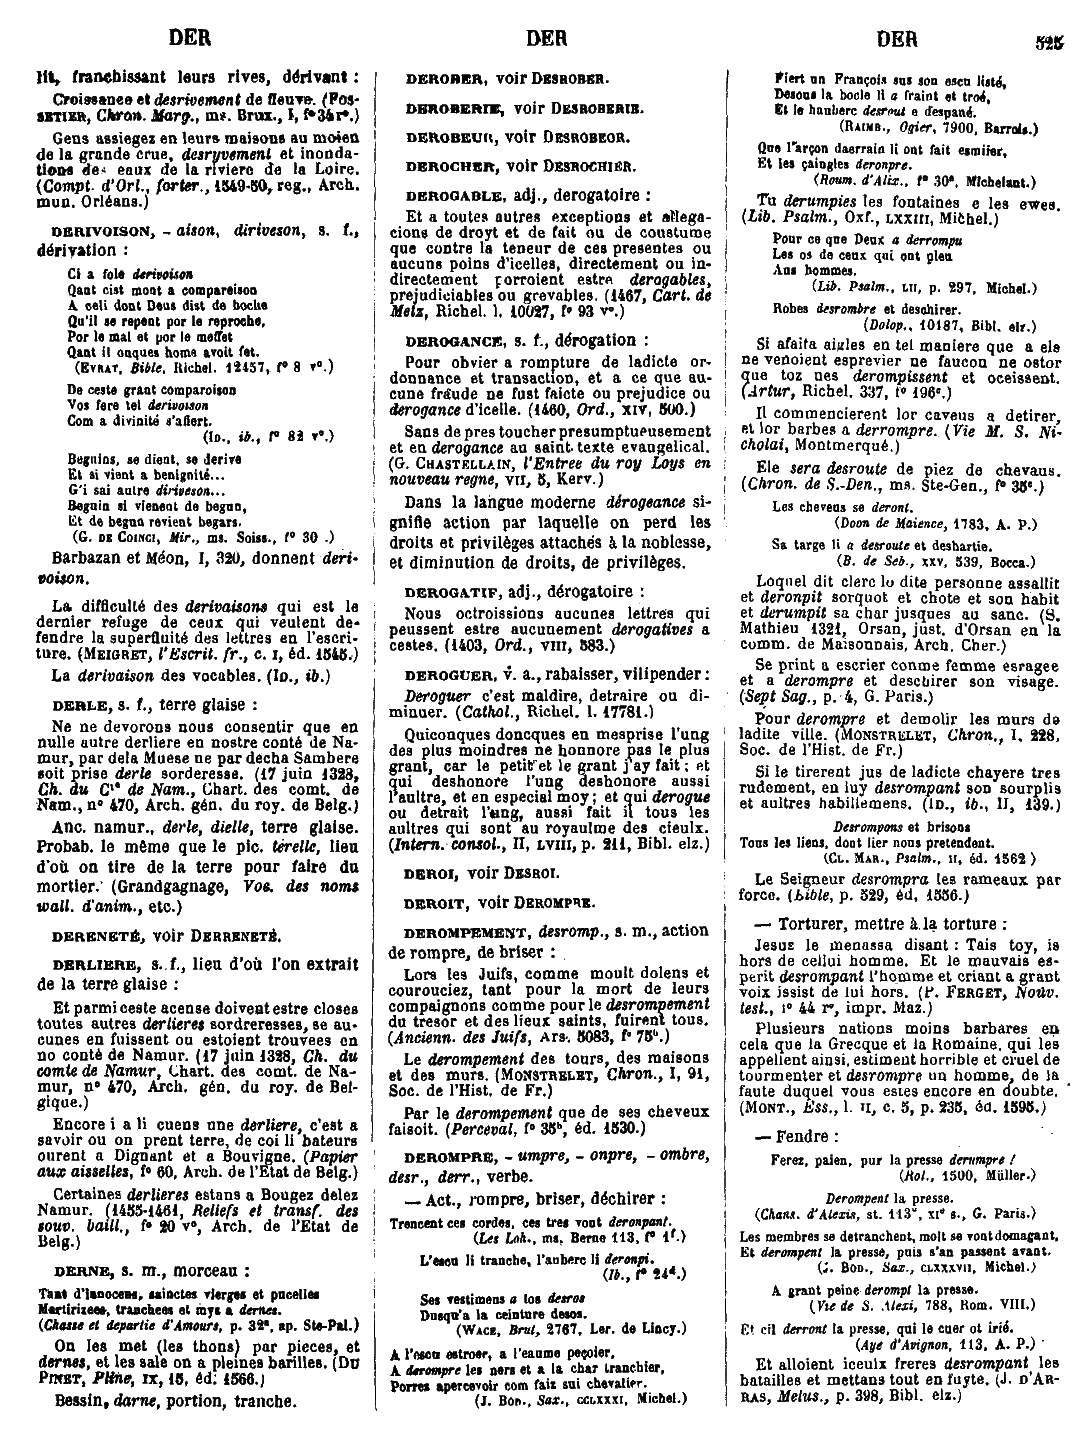 DER
DER
DER
525
lit, franchissant leurs rives, dérivant :
Croissance et desrivement de fleuve. (FOS-
SETIER, Chron. Marg., ms. Brux., I, f° 34 r°.)
Gens assiegez en leurs maisons au moien
de la grande crue, desryvement et inonda-
tions des eaux de la riviere de la Loire.
(Compt. d'Orl., forter., 1549-50, reg., Arch.
mun. Orléans.)
DERIVOISON, - aison, diriveson, s. f.,
dérivation :
Ci a fole derivoison
Qant cist mont a compareison
A celi dont Deus dist de boche
Qu'il se repent por le reproche,
Por le mal et por le meffet
Qant il onques home avoit fet.
(EVRAT, Bible, Richel. 12457, f° 8 v°.)
De ceste grant comparoison
Vos fere tel derivoison
Com a divinité s'afiert.
(ID., ib., f° 82 v°.)
Beguins, se dient, se derive
Et si vient a benignité...
G'i sai autre diriveson...
Beguin si vienent de begun,
Et de begun revient begars.
(G. DE COINCI, Mir., ms. Soiss., f° 30 .)
Barbazan et Méon, I, 320, donnent deri-
voison.
La difficulté des derivaisons qui est le
dernier refuge de ceux qui veulent de-
fendre la superfluité des lettres en l'escri-
ture. (MEIGRET, l'Escrit. fr., c. I, éd. 1545.)
La derivaison des vocables. (ID., ib.)
DERLE, s. f., terre glaise :
Ne ne devorons nous consentir que en
nulle autre derliere en nostre conté de Na-
mur, par dela Muese ne par decha Sambere
soit prise derle sorderesse. (17 juin 1328,
Ch. du Cte de Nam., Chart. des comt. de
Nam., n° 470, Arch. gén. du roy. de Belg.)
Anc. namur., derle, dielle, terre glaise.
Probab. le même que le pic. terelle, lieu
d'où on tire de la terre pour faire du
mortier. (Grandgagnage, Voc. des noms
wall. d'anim., etc.)
DERENETÉ, voir DERRENETÉ.
DERLIERE, s. f., lieu d'où l'on extrait
de la terre glaise :
Et parmi ceste acense doivent estre closes
toutes autres derlieres sordreresses, se au-
cunes en fuissent ou estoient trouvees en
no conté de Namur. (17 juin 1328, Ch. du
comte de Namur, Chart. des comt. de Na-
mur, n° 470, Arch. gén. du roy. de Bel-
gique.)
Encore i a li cuens une derliere, c'est a
savoir ou on prent terre, de coi li bateurs
ourent a Dignant et a Bouvigne. (Papier
aux aisselles, f° 60, Arch. de l'Etat de Belg.)
Certaines derlieres estans a Bougez delez
Namur. (1455-1461, Reliefs et transf. des
souv. baill., f° 20 v°, Arch. de l'Etat de
Belg.)
DERNE, s. m., morceau :
Tant d'innocens, sainctes vierges et pucelles
Martirizees, tranchees et mys a dernes.
(Chasse et departie d'Amours, p. 32ª, ap. Ste-Pal.)
On les met (les thons) par pieces, et
dernes, et les sale on a pleines barilles. (DU
PINET, Pline, IX, 15, éd. 1566.)
Bessin, darne, portion, tranche.
DEROBER, voir DESROBER.
DEROBERIE, voir DESROBERIE.
DEROBEUR, voir DESROBEOR.
DEROCHER, voir DESROCHIER.
DEROGABLE, adj., derogatoire :
Et a toutes autres exceptions et allega-
cions de droyt et de fait ou de coustume
que contre la teneur de ces presentes ou
aucuns poins d'icelles, directement ou in-
directement porroient estre derogables,
prejudiciables ou grevables. (1467, Cart. de
Metz, Richel. l. 10027, f° 93 v°.)
DEROGANCE, s. f., dérogation :
Pour obvier a rompture de ladicte or-
donnance et transaction, et a ce que au-
cune fraude ne fust faicte ou prejudice ou
derogance d'icelle. (1460, Ord., XIV, 500.)
Sans de pres toucher presumptueusement
et en derogance au saint texte evangelical.
(G. CHASTELLAIN, l'Entree du roy Loys en
nouveau regne, VII, 5, Kerv.)
Dans la langue moderne dérogeance si-
gnifie action par laquelle on perd les
droits et privilèges attachés à la noblesse,
et diminution de droits, de privilèges.
DEROGATIF, adj., dérogatoire :
Nous octroissions aucunes lettres qui
peussent estre aucunement derogatives a
cestes. (1403, Ord., VIII, 583.)
DEROGUER, v. a., rabaisser, vilipender :
Deroguer c'est maldire, detraire ou di-
minuer. (Cathol., Richel. l. 17781.)
Quiconques doncques en mesprise l'ung
des plus moindres ne honnore pas le plus
grant, car le petit et le grant j'ay fait ; et
qui deshonore l'ung deshonore aussi
l'aultre, et en especial moy ; et qui derogue
ou detrait l'ung, aussi fait il tous les
aultres qui sont au royaulme des cieulx.
(Intern. consol., II, LVIII, p. 211, Bibl. elz.)
DEROI, voir DESROI.
DEROIT, voir DEROMPRE.
DEROMPEMENT, desromp., s. m., action
de rompre, de briser :
Lors les Juifs, comme moult dolens et
courouciez, tant pour la mort de leurs
compaignons comme pour le desrompement
du tresor et des lieux saints, fuirent tous.
(Ancienn. des Juifs, Ars. 5083, f° 75ᵇ.)
Le derompement des tours, des maisons
et des murs. (MONSTRELET, Chron., I, 91,
Soc. de l'Hist. de Fr.)
Par le derompement que de ses cheveux
faisoit. (Perceval, f° 35ᵇ, éd. 1530.)
DEROMPRE, - umpre, - onpre, - ombre,
desr., derr., verbe.
— Act., rompre, briser, déchirer :
Trencent ces cordes, ces tres vont deronpant.
(Les Loh., ms. Berne 113, f° 1ᶠ.)
L'escu li tranche, l'auberc li deronpi.
(Ib., f° 24ᵈ.)
Ses vestimens a tos desros
Dusqu'a la ceinture desos.
(WACE, Brut, 2767, Ler. de Lincy.)
A l'escu estroer, a l'eaume peçoier,
A derompre les ners et a la char tranchier,
Porres apercevoir com faiz sui chevalier.
(J. BOD., Sax., CCLXXXI, Michel.)
Fiert un François sus son escu listé,
Desous la bocle li a fraint et troé,
Et le hauberc desrout e despané.
(RAIMB., Ogier, 7900, Barrois.)
Que l'arçon daerrain li ont fait esmiier,
Et les çaingles deronpre.
(Roum. d'Alix., f° 30ª, Michelant.)
Tu derumpies les fontaines e les ewes.
(Lib. Psalm., Oxf., LXXIII, Michel.)
Pour ce que Deux a derrompu
Les os de ceux qui ont pleu
Aus hommes.
(Lib. Psalm., LII, p. 297, Michel.)
Robes desrombre et deschirer.
(Dolop., 10187, Bibl. elz.)
Si afaita aigles en tel maniere que a els
ne venoient esprevier ne faucon ne ostor
que toz nes derompissent et oceissent.
(Artur, Richel. 337, f° 196ᶜ.)
Il commencierent lor caveus a detirer,
et lor barbes a derrompre. (Vie M. S. Ni-
cholai, Montmerqué.)
Ele sera desroute de piez de chevaus.
(Chron. de S.-Den., ms. Ste-Gen., f° 35ᶜ.)
Les cheveus se deront.
(Doon de Maience, 1783, A. P.)
Sa targe li a desroute et deshartie.
(B. de Seb., XXV, 539, Bocca.)
Loquel dit clerc lo dite personne assallit
et deronpit sorquot et chote et son habit
et derumpit sa char jusques au sanc. (S.
Mathieu 1321, Orsan, just. d'Orsan en la
comm. de Maisonnais, Arch. Cher.)
Se print a escrier conme femme esragee
et a derompre et descirer son visage.
(Sept Sag., p. 4, G. Paris.)
Pour derompre et demolir les murs de
ladite ville. (MONSTRELET, Chron., I, 228,
Soc. de l'Hist. de Fr.)
Si le tirerent jus de ladicte chayere tres
rudement, en luy desrompant son sourplis
et aultres habillemens. (ID., ib., II, 139.)
Desrompons et brisons
Tous les liens, dont lier nous pretendent.
(CL. MAR., Psalm., II, éd. 1562 )
Le Seigneur desrompra les rameaux par
force. (Bible, p. 329, éd. 1556.)
— Torturer, mettre à la torture :
Jesuz le menassa disant : Tais toy, is
hors de cellui homme. Et le mauvais es-
perit desrompant l'homme et criant a grant
voix issist de lui hors. (P. FERGET, Nouv.
test., f° 44 r°, impr. Maz.)
Plusieurs nations moins barbares en
cela que la Grecque et la Romaine, qui les
appellent ainsi, estiment horrible et cruel de
tourmenter et desrompre un homme, de la
faute duquel vous estes encore en doubte.
(MONT., Ess., l. II, c. 5, p. 235, éd. 1595.)
— Fendre :
Ferez, paien, pur la presse derumpre !
(Rol., 1500, Müller.)
Derompent la presse.
(Chans. d'Alexis, st. 113ᵉ, XIᵉ s., G. Paris.)
Les membres se detranchent, molt se vont domagant,
Et derompent la presse, puis s'an passent avant.
(J. BOD., Sax., CLXXXVII, Michel.)
A grant peine derompt la presse.
(Vie de S. Alexi, 788, Rom. VIII.)
Et cil derront la presse, qui le cuer ot irié.
(Aye d'Avignon, 113, A. P.)
Et alloient iceulx freres desrompant les
batailles et mettans tout en fuyte. (J. D'AR-
RAS, Melus., p. 398, Bibl. elz.)